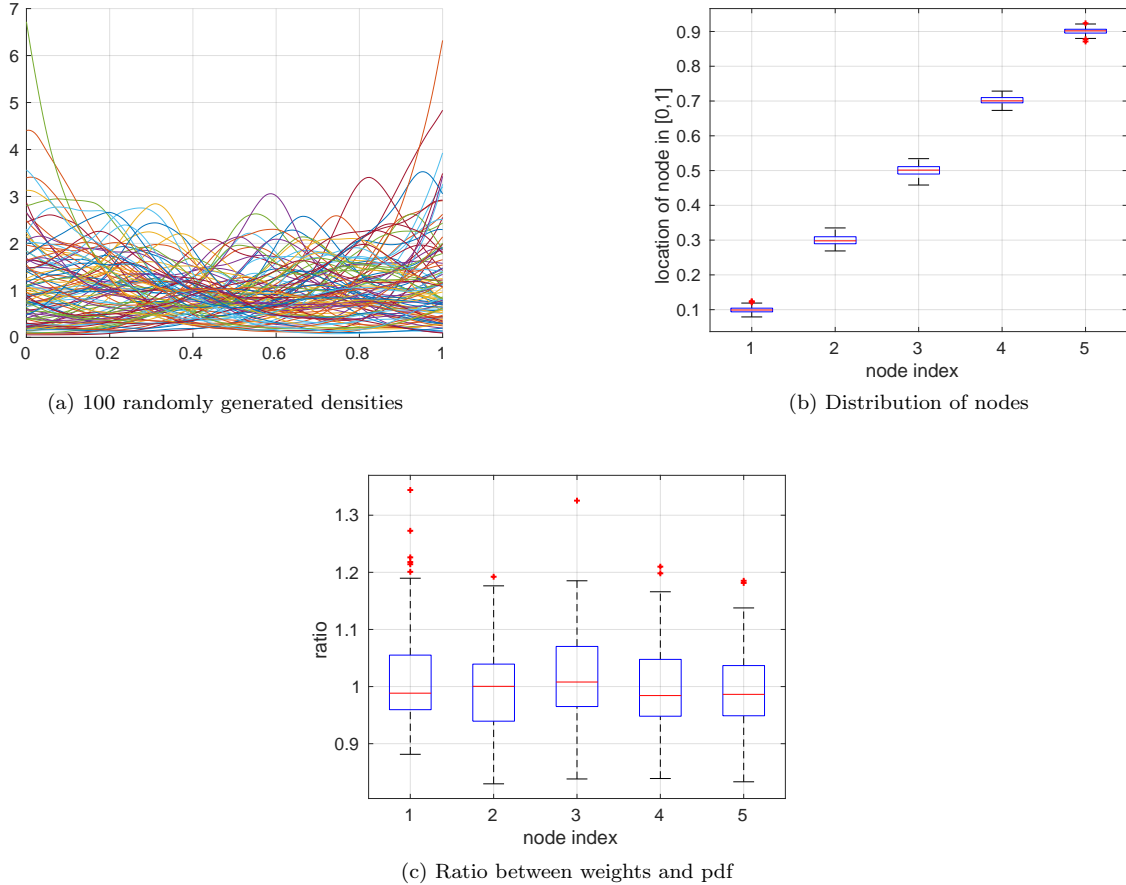 7
6
5
4
3
2
1
0
0 0.2 0.4 0.6 0.8 1
(a) 100 randomly generated densities
location of node in [0,1]
0.9
0.8
0.7
0.6
0.5
0.4
0.3
0.2
0.1
1 2 3 4 5
node index
(b) Distribution of nodes
ratio
1.3
1.2
1.1
1
0.9
1 2 3 4 5
node index
(c) Ratio between weights and pdf